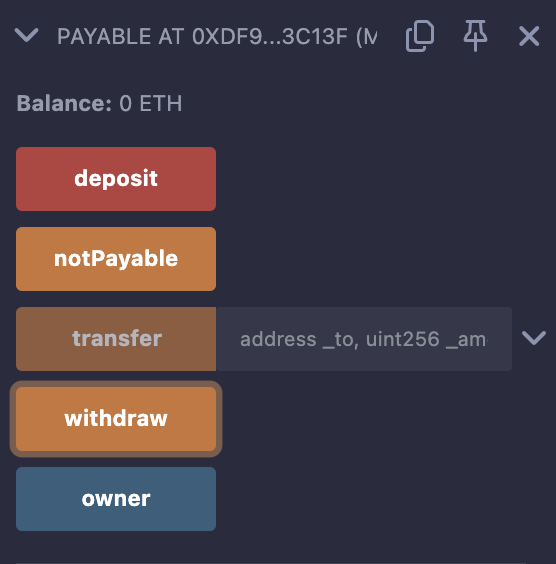 PAYABLE AT 0XDF9...3C13F (M
Balance: 0 ETH
deposit
notPayable
transfer address _to, uint256 _am
withdraw
owner